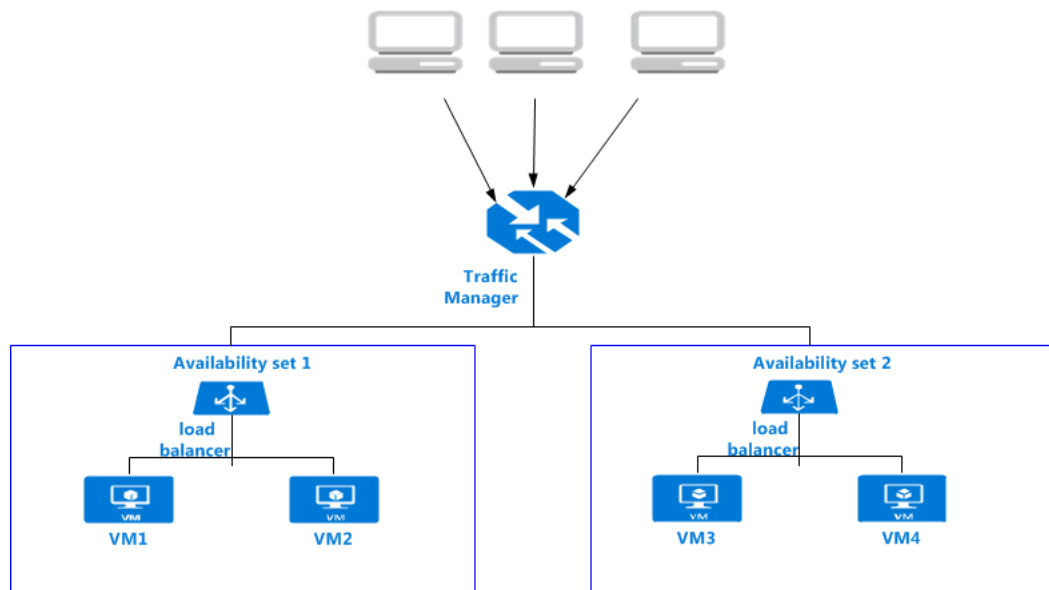 Traffic
Manager
Availability set 1
Availability set 2
load
balancer
load
balancer
VM
VM
VM
VM
VM1
VM2
VM3
VM4